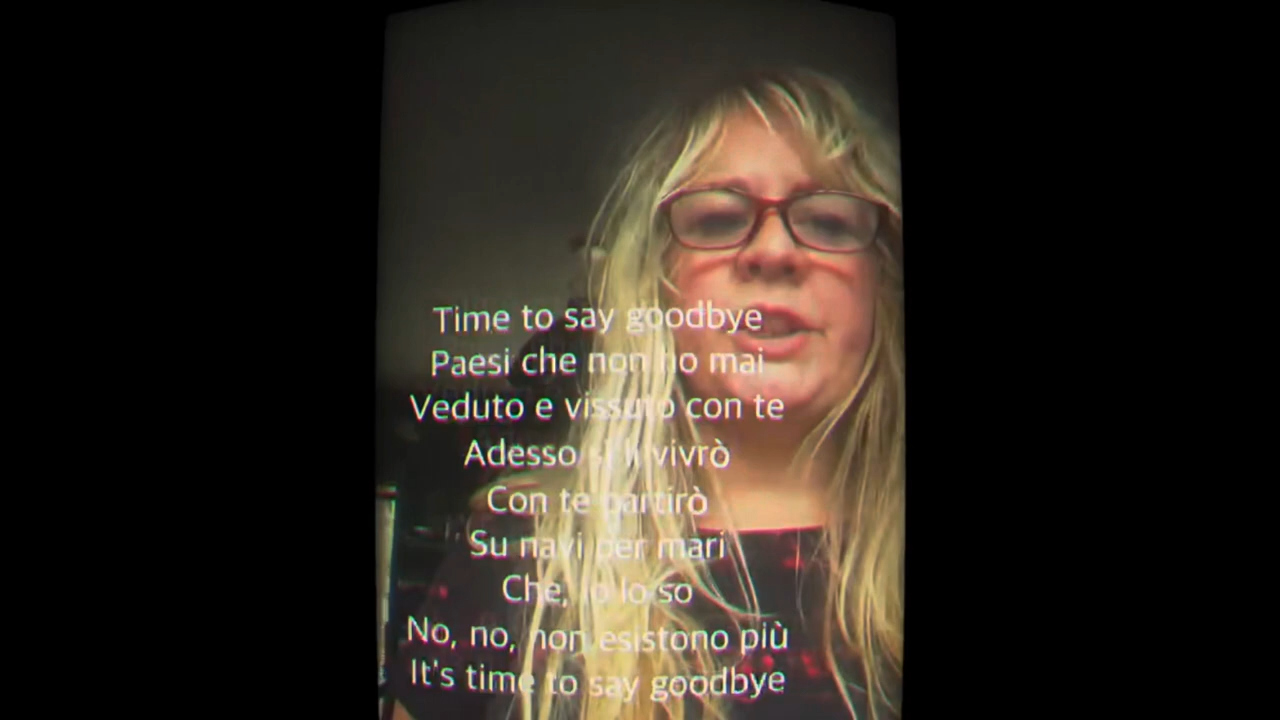 Time to say goodbye
Paesi che non ho mai
Veduto e vissuto con te
Adesso sì li vivrò
Con te partirò
Su navi per mari
Che, io lo so
No, no, non esistono più
It's time to say goodbye